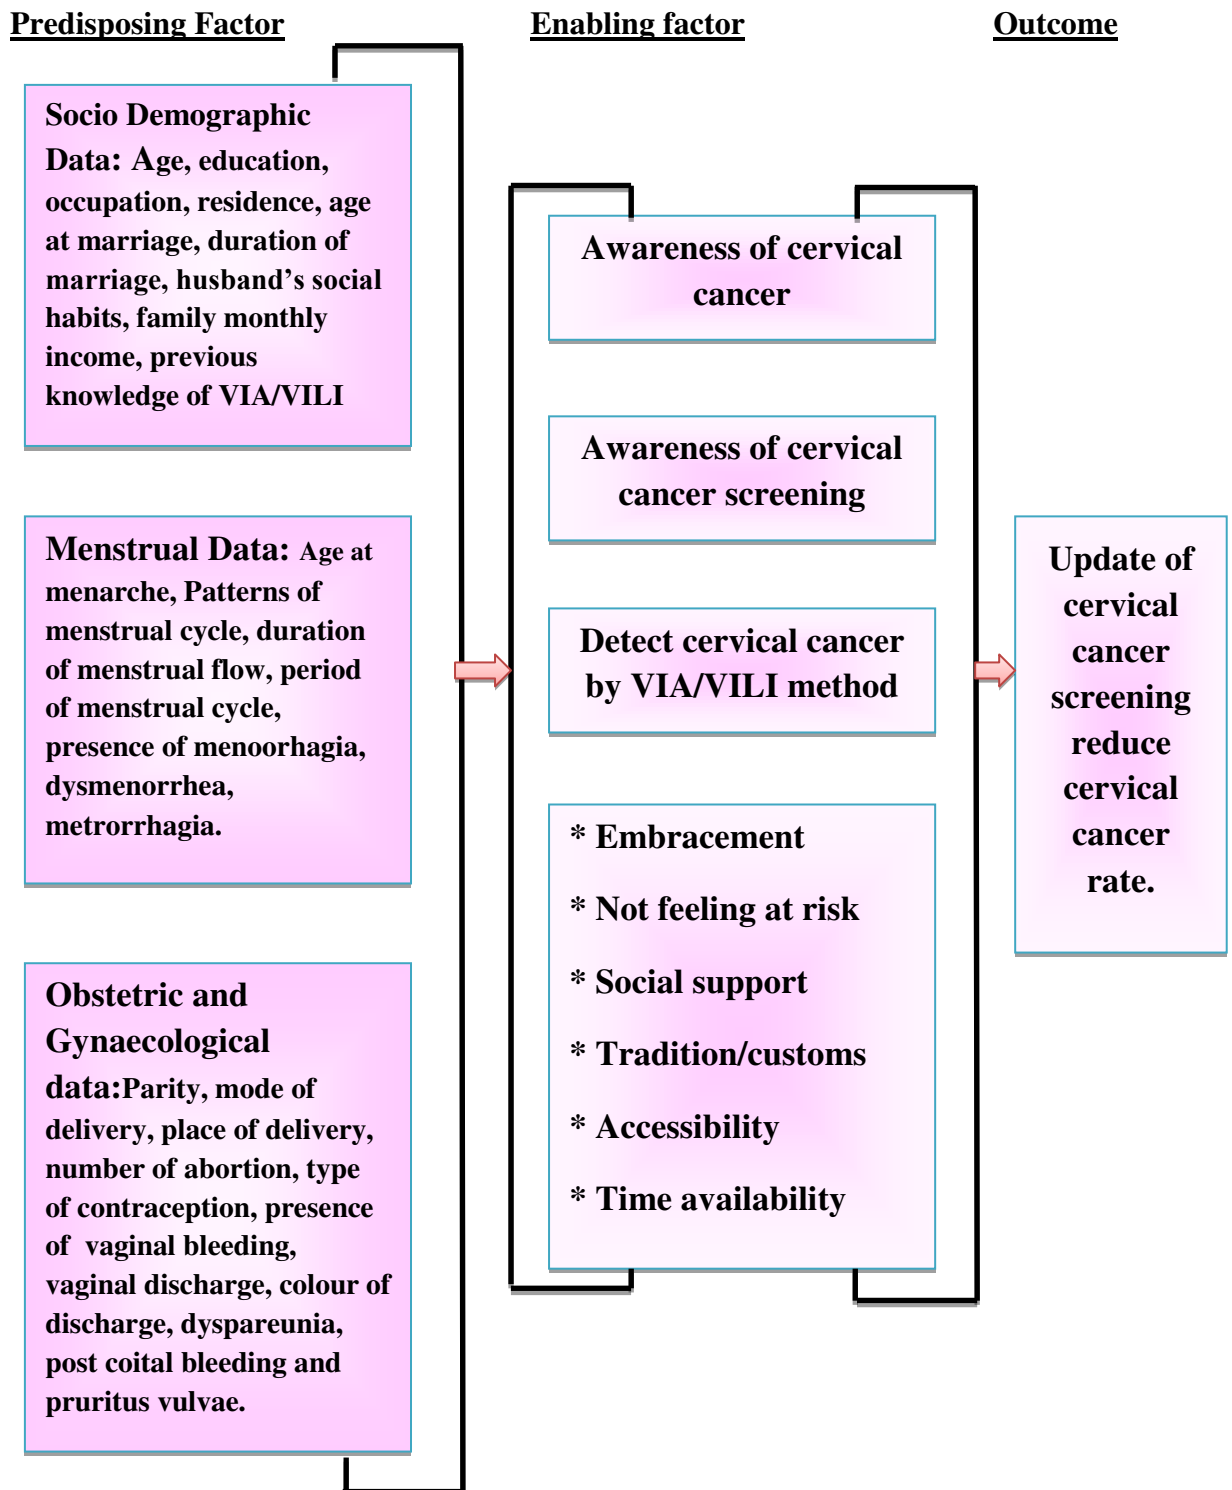 Predisposing Factor
Enabling factor
Outcome
Socio Demographic
Data: Age, education,
occupation, residence, age
at marriage, duration of
marriage, husband’s social
habits, family monthly
income, previous
knowledge of VIA/VILI
Menstrual Data: Age at
menarche, Patterns of
menstrual cycle, duration
of menstrual flow, period
of menstrual cycle,
presence of menoorhagia,
dysmenorrhea,
metrorrhagia.
Obstetric and
Gynaecological
data:Parity, mode of
delivery, place of delivery,
number of abortion, type
of contraception, presence
of vaginal bleeding,
vaginal discharge, colour of
discharge, dyspareunia,
post coital bleeding and
pruritus vulvae.
Awareness of cervical
cancer
Awareness of cervical
cancer screening
Detect cervical cancer
by VIA/VILI method
* Embracement
* Not feeling at risk
* Social support
* Tradition/customs
* Accessibility
* Time availability
Update of
cervical
cancer
screening
reduce
cervical
cancer
rate.